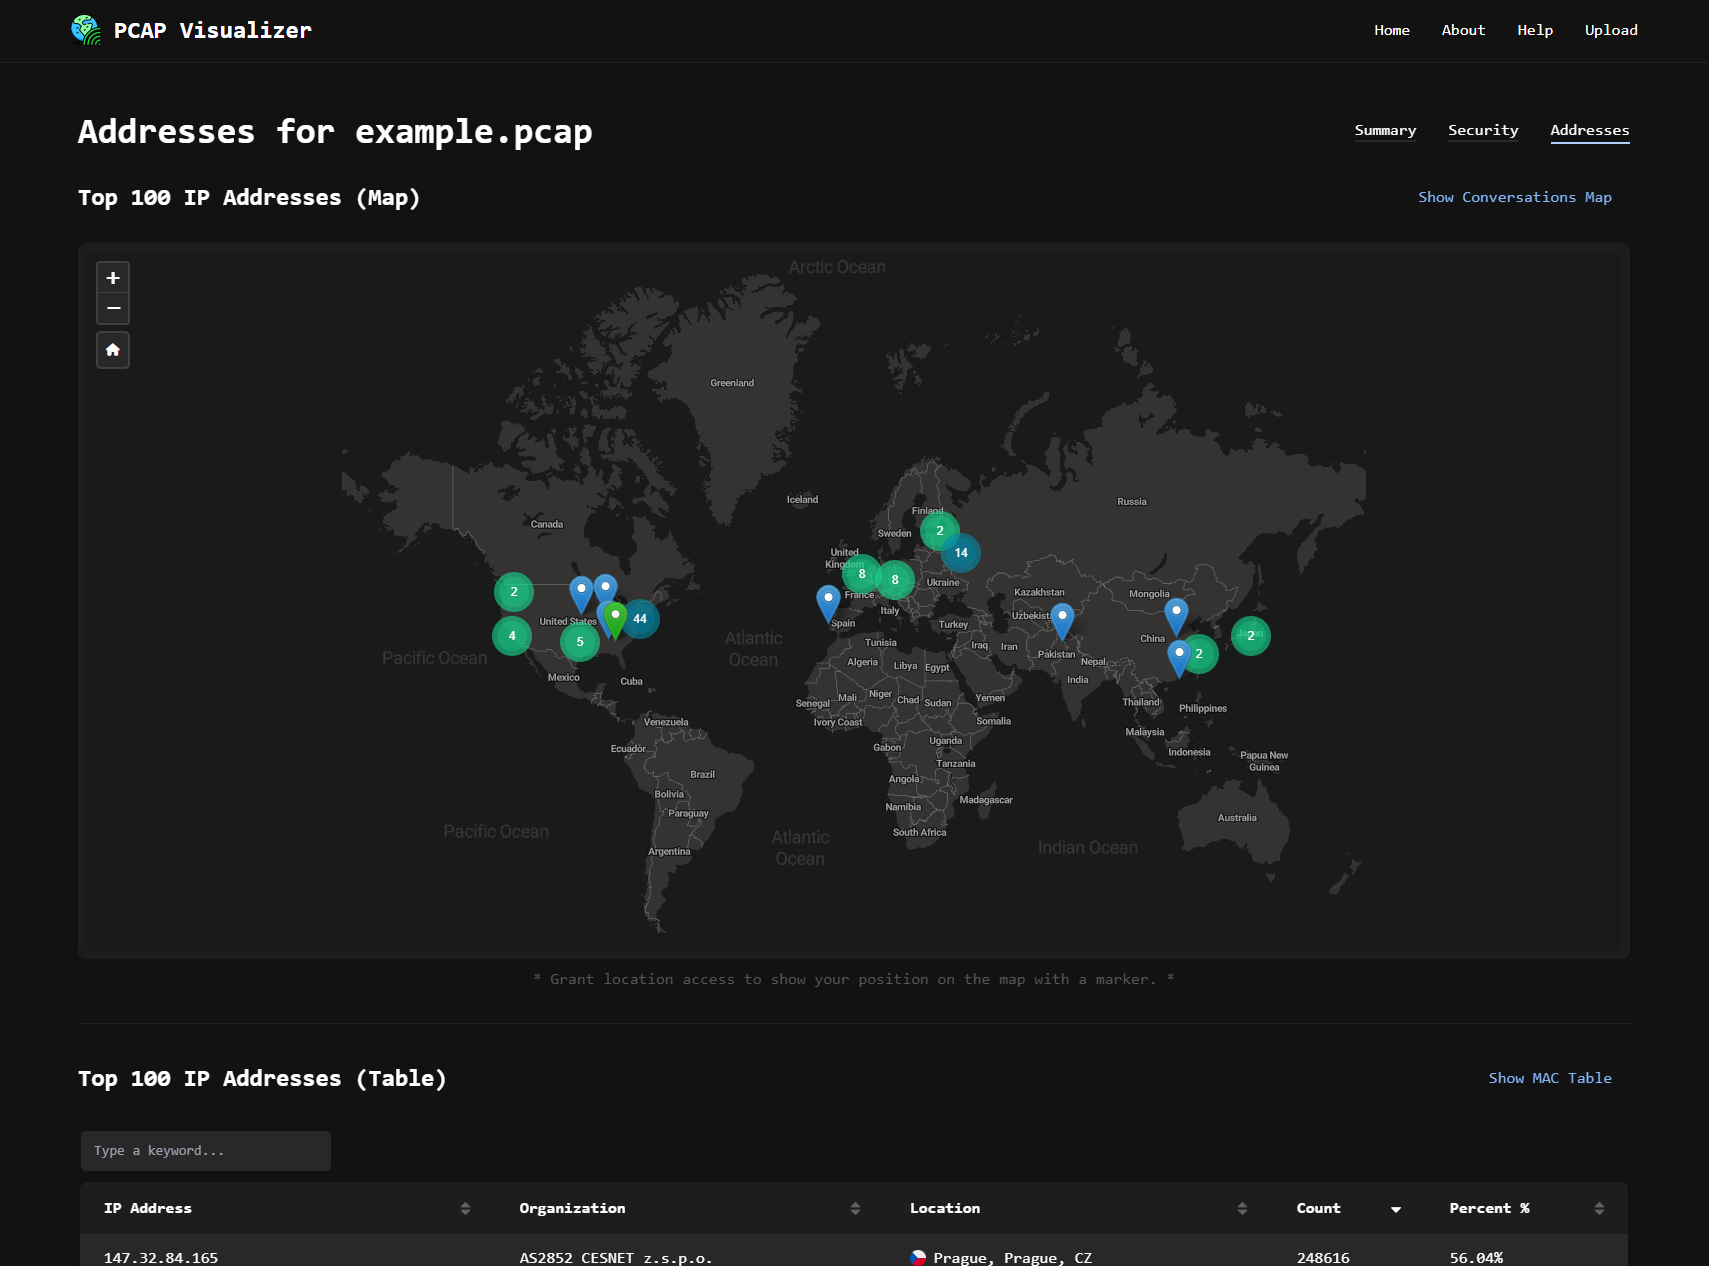 PCAP Visualizer
Home About Help Upload
Addresses for example.pcap
Summary Security Addresses
Top 100 IP Addresses (Map)
Show Conversations Map
+
−
Arctic Ocean
Greenland
Iceland
Russia
Finland
Canada
Sweden
2
14
United
Kingdom
8
8
Ukraine
2
France
Kazakhstan
Mongolia
Italy
Uzbekist
United States
44
Spain
Turkey
4
5
Tunisia
China
2
Atlantic
Ocean
Iraq
Iran
Pakistan
2
Pacific Ocean
Algeria
Libya
Egypt
Nepal
Mexico
Cuba
India
Senegal
Mali
Niger
Chad
Sudan
Yemen
Thailand
Philippines
Venezuela
Ivory Coast
Somalia
Malaysia
Ecuador
Gabon
Uganda
Indonesia
Papua New
Guinea
Tanzania
Brazil
Angola
Bolivia
Namibia
Madagascar
Paraguay
Australia
Pacific Ocean
Atlantic
Ocean
South Africa
Indian Ocean
Argentina
* Grant location access to show your position on the map with a marker. *
Top 100 IP Addresses (Table)
Show MAC Table
Type a keyword...
IP Address Organization Location Count Percent %
147.32.84.165 AS2852 CESNET z.s.p.o. Prague, Prague, CZ 248616 56.04%